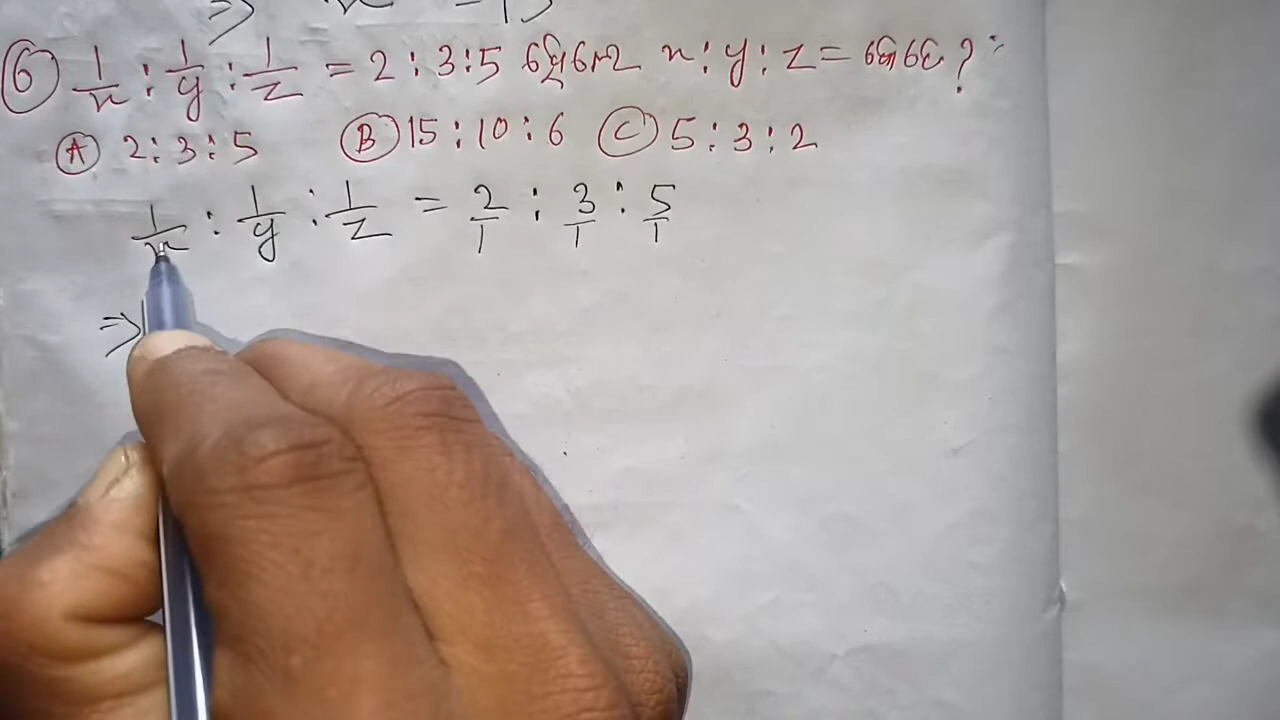 ⇒ x = 15
⑥ 1/x : 1/y : 1/z = 2 : 3 : 5 ହେଲେ x : y : z = କେତେ ?
Ⓐ 2 : 3 : 5 Ⓑ 15 : 10 : 6 Ⓒ 5 : 3 : 2
1/x : 1/y : 1/z = 2/1 : 3/1 : 5/1
⇒